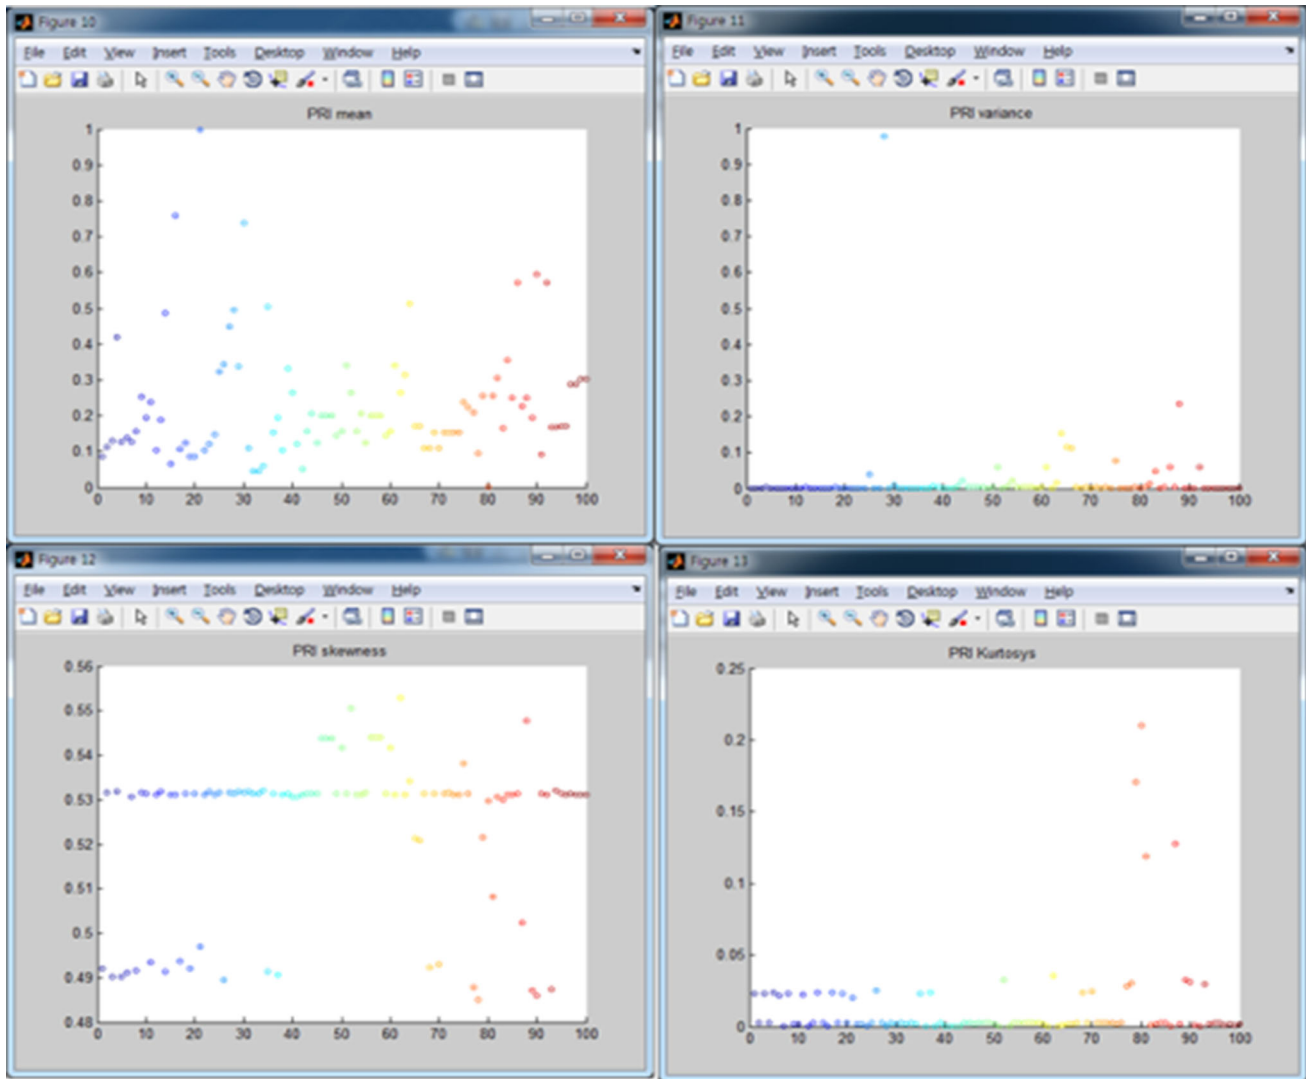 Figure 10
File Edit View Insert Tools Desktop Window Help
PRI mean
1
0.9
0.8
0.7
0.6
0.5
0.4
0.3
0.2
0.1
0
0 10 20 30 40 50 60 70 80 90 100
Figure 11
File Edit View Insert Tools Desktop Window Help
PRI variance
1
0.9
0.8
0.7
0.6
0.5
0.4
0.3
0.2
0.1
0
0 10 20 30 40 50 60 70 80 90 100
Figure 12
File Edit View Insert Tools Desktop Window Help
PRI skewness
0.56
0.55
0.54
0.53
0.52
0.51
0.5
0.49
0.48
0 10 20 30 40 50 60 70 80 90 100
Figure 13
File Edit View Insert Tools Desktop Window Help
PRI Kurtosys
0.25
0.2
0.15
0.1
0.05
0
0 10 20 30 40 50 60 70 80 90 100